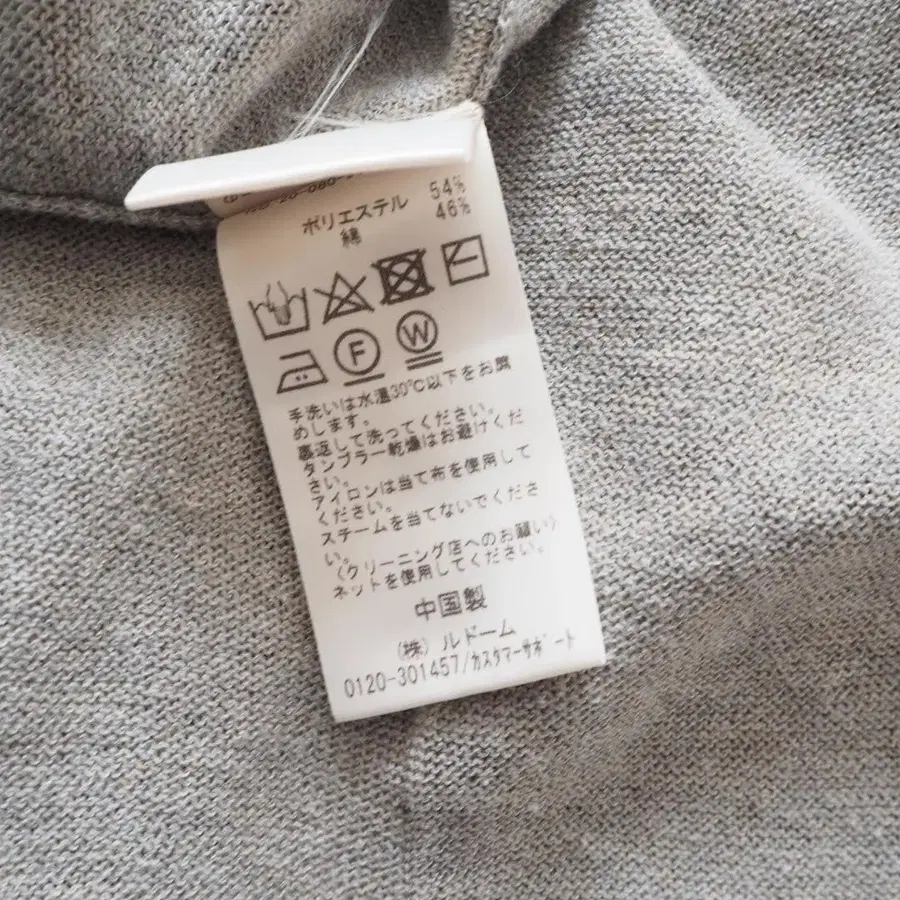 ポリエステル 54%
綿 46%
F W
手洗いは水温30℃以下をお薦
めします。
裏返して洗ってください。
タンブラー乾燥はお避けくだ
さい。
アイロンは当て布を使用して
ください。
スチームを当てないでくださ
い。
〈クリーニング店へのお願い〉
ネットを使用してください。
中国製
(株) ルドーム
0120-301457/カスタマーサポート